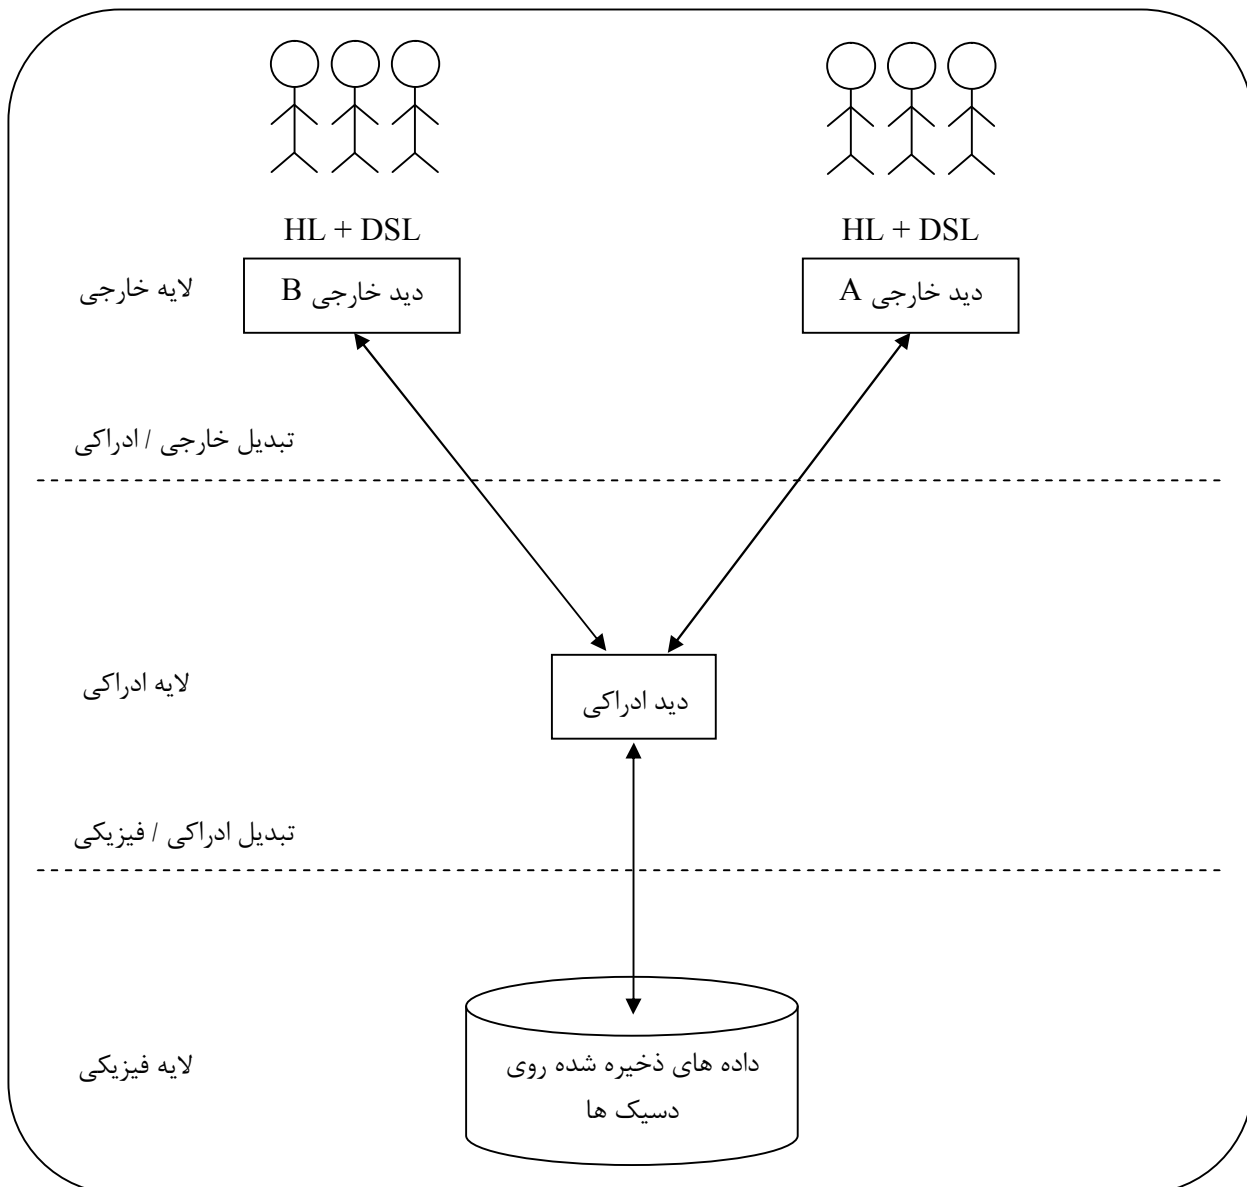 HL + DSL
HL + DSL
دید خارجی A
دید خارجی B
لایه خارجی
تبدیل خارجی / ادراکی
لایه ادراکی
دید ادراکی
تبدیل ادراکی / فیزیکی
لایه فیزیکی
داده های ذخیره شده روی
دسیک ها